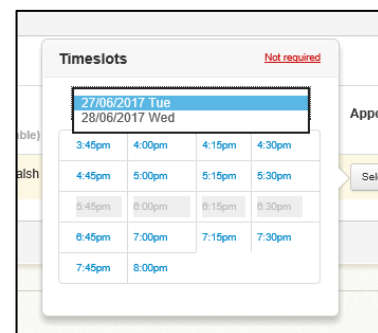 Timeslots Not required
27/06/2017 Tue
28/06/2017 Wed
Appo
able)
3:45pm 4:00pm 4:15pm 4:30pm
alsh 4:45pm 5:00pm 5:15pm 5:30pm Sel
5:45pm 6:00pm 6:15pm 6:30pm
6:45pm 7:00pm 7:15pm 7:30pm
7:45pm 8:00pm